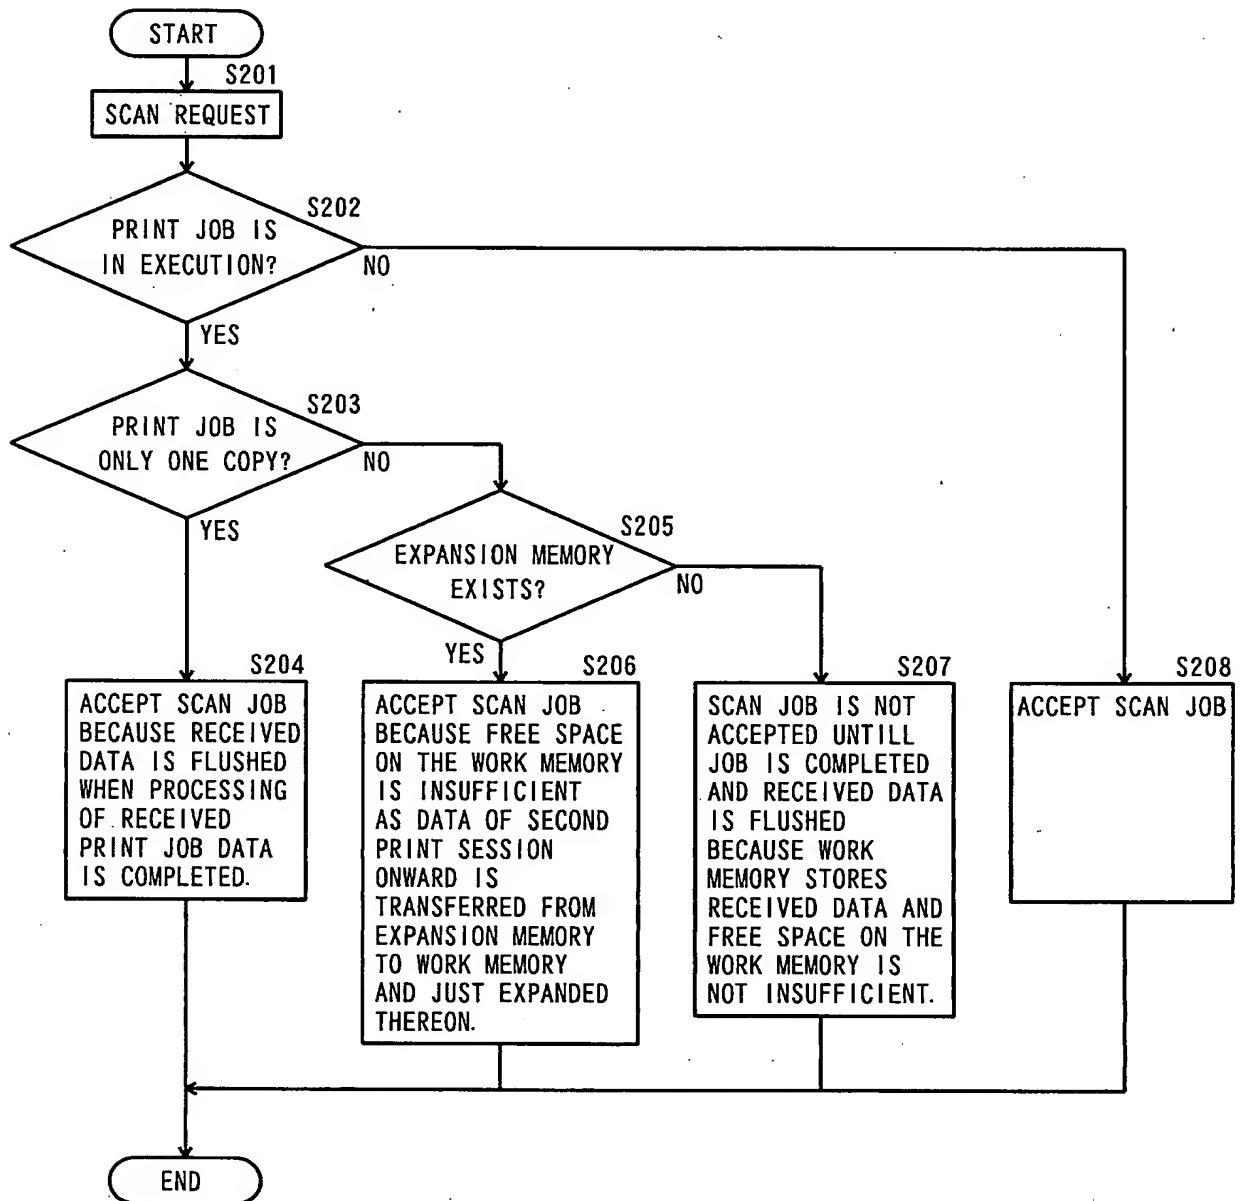 START
S201
SCAN REQUEST
S202
PRINT JOB IS
IN EXECUTION?
NO
YES
S203
PRINT JOB IS
ONLY ONE COPY?
NO
YES
S205
EXPANSION MEMORY
EXISTS?
NO
YES
S204
ACCEPT SCAN JOB
BECAUSE RECEIVED
DATA IS FLUSHED
WHEN PROCESSING
OF RECEIVED
PRINT JOB DATA
IS COMPLETED.
S206
ACCEPT SCAN JOB
BECAUSE FREE SPACE
ON THE WORK MEMORY
IS INSUFFICIENT
AS DATA OF SECOND
PRINT SESSION
ONWARD IS
TRANSFERRED FROM
EXPANSION MEMORY
TO WORK MEMORY
AND JUST EXPANDED
THEREON.
S207
SCAN JOB IS NOT
ACCEPTED UNTILL
JOB IS COMPLETED
AND RECEIVED DATA
IS FLUSHED
BECAUSE WORK
MEMORY STORES
RECEIVED DATA AND
FREE SPACE ON THE
WORK MEMORY IS
NOT INSUFFICIENT.
S208
ACCEPT SCAN JOB
END